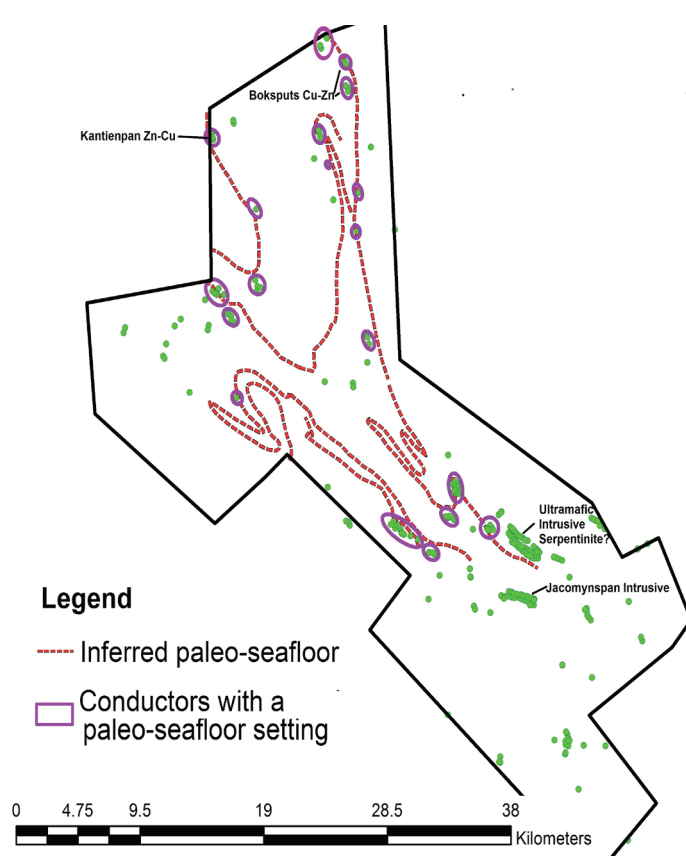 Boksputs Cu-Zn
Kantienpan Zn-Cu
Ultramafic
Intrusive
Serpentinite?
Jacomynspan Intrusive
Legend
Inferred paleo-seafloor
Conductors with a
paleo-seafloor setting
0 4.75 9.5 19 28.5 38
Kilometers